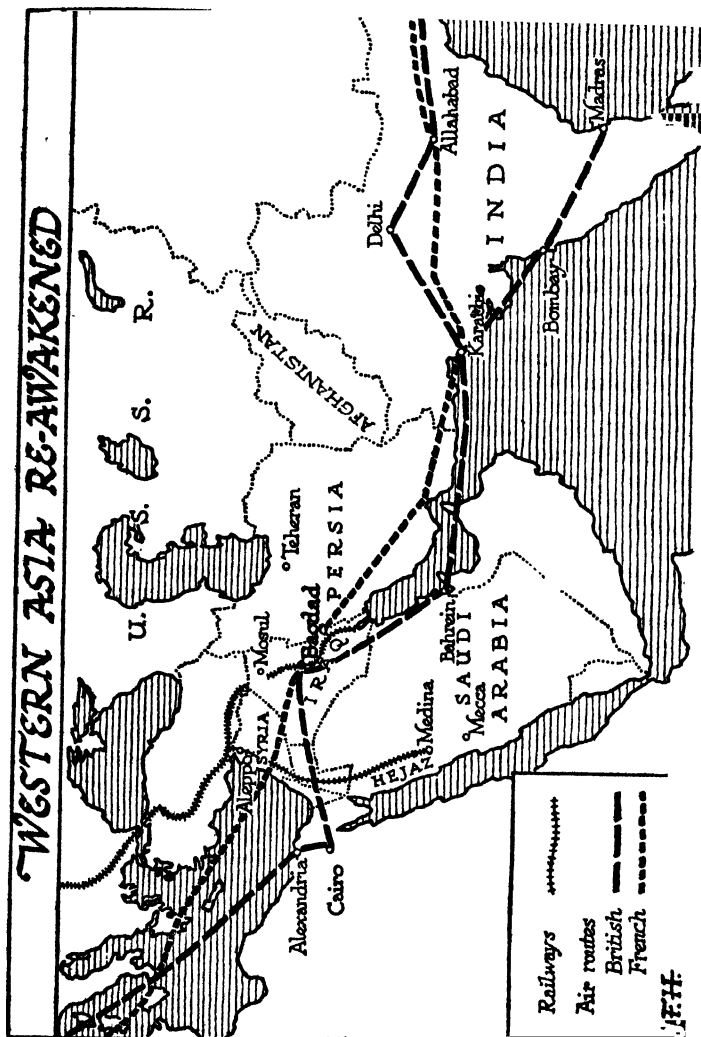 WESTERN ASIA RE-AWAKENED
U. S. S. R.
AFGHANISTAN
Teheran
Mosul
Bagdad
PERSIA
IRAQ
SYRIA
Aleppo
Alexandria
Cairo
HEJAZ
Medina
Mecca
Bahrein
SAUDI
ARABIA
Delhi
Allahabad
Karachi
INDIA
Bombay
Madras
Railways
Air routes
British
French